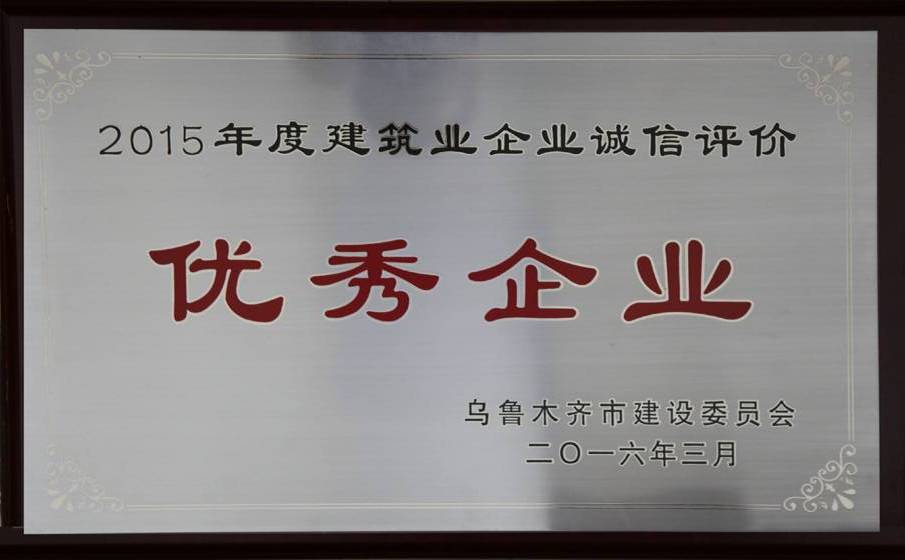 2015年度建筑业企业诚信评价
优秀企业
乌鲁木齐市建设委员会
二〇一六年三月